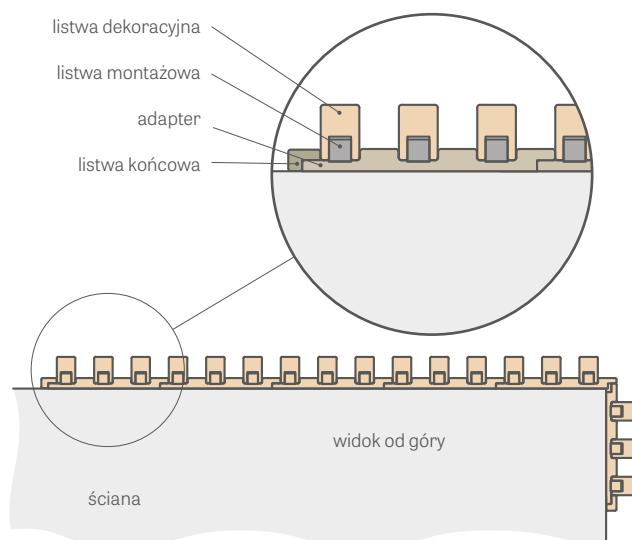 listwa dekoracyjna
listwa montażowa
adapter
listwa końcowa
widok od góry
ściana